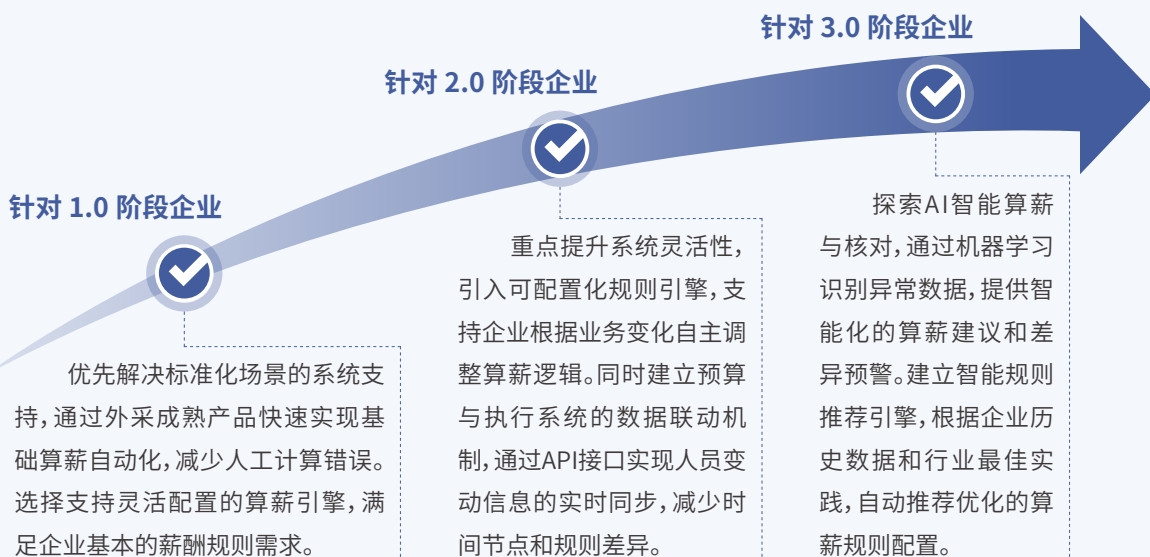 针对 1.0 阶段企业
优先解决标准化场景的系统支
持，通过外采成熟产品快速实现基
础算薪自动化，减少人工计算错误。
选择支持灵活配置的算薪引擎，满
足企业基本的薪酬规则需求。
针对 2.0 阶段企业
重点提升系统灵活性，
引入可配置化规则引擎，支
持企业根据业务变化自主调
整算薪逻辑。同时建立预算
与执行系统的数据联动机
制，通过API接口实现人员变
动信息的实时同步，减少时
间节点和规则差异。
针对 3.0 阶段企业
探索AI智能算薪
与核对，通过机器学习
识别异常数据，提供智
能化的算薪建议和差
异预警。建立智能规则
推荐引擎，根据企业历
史数据和行业最佳实
践，自动推荐优化的算
薪规则配置。